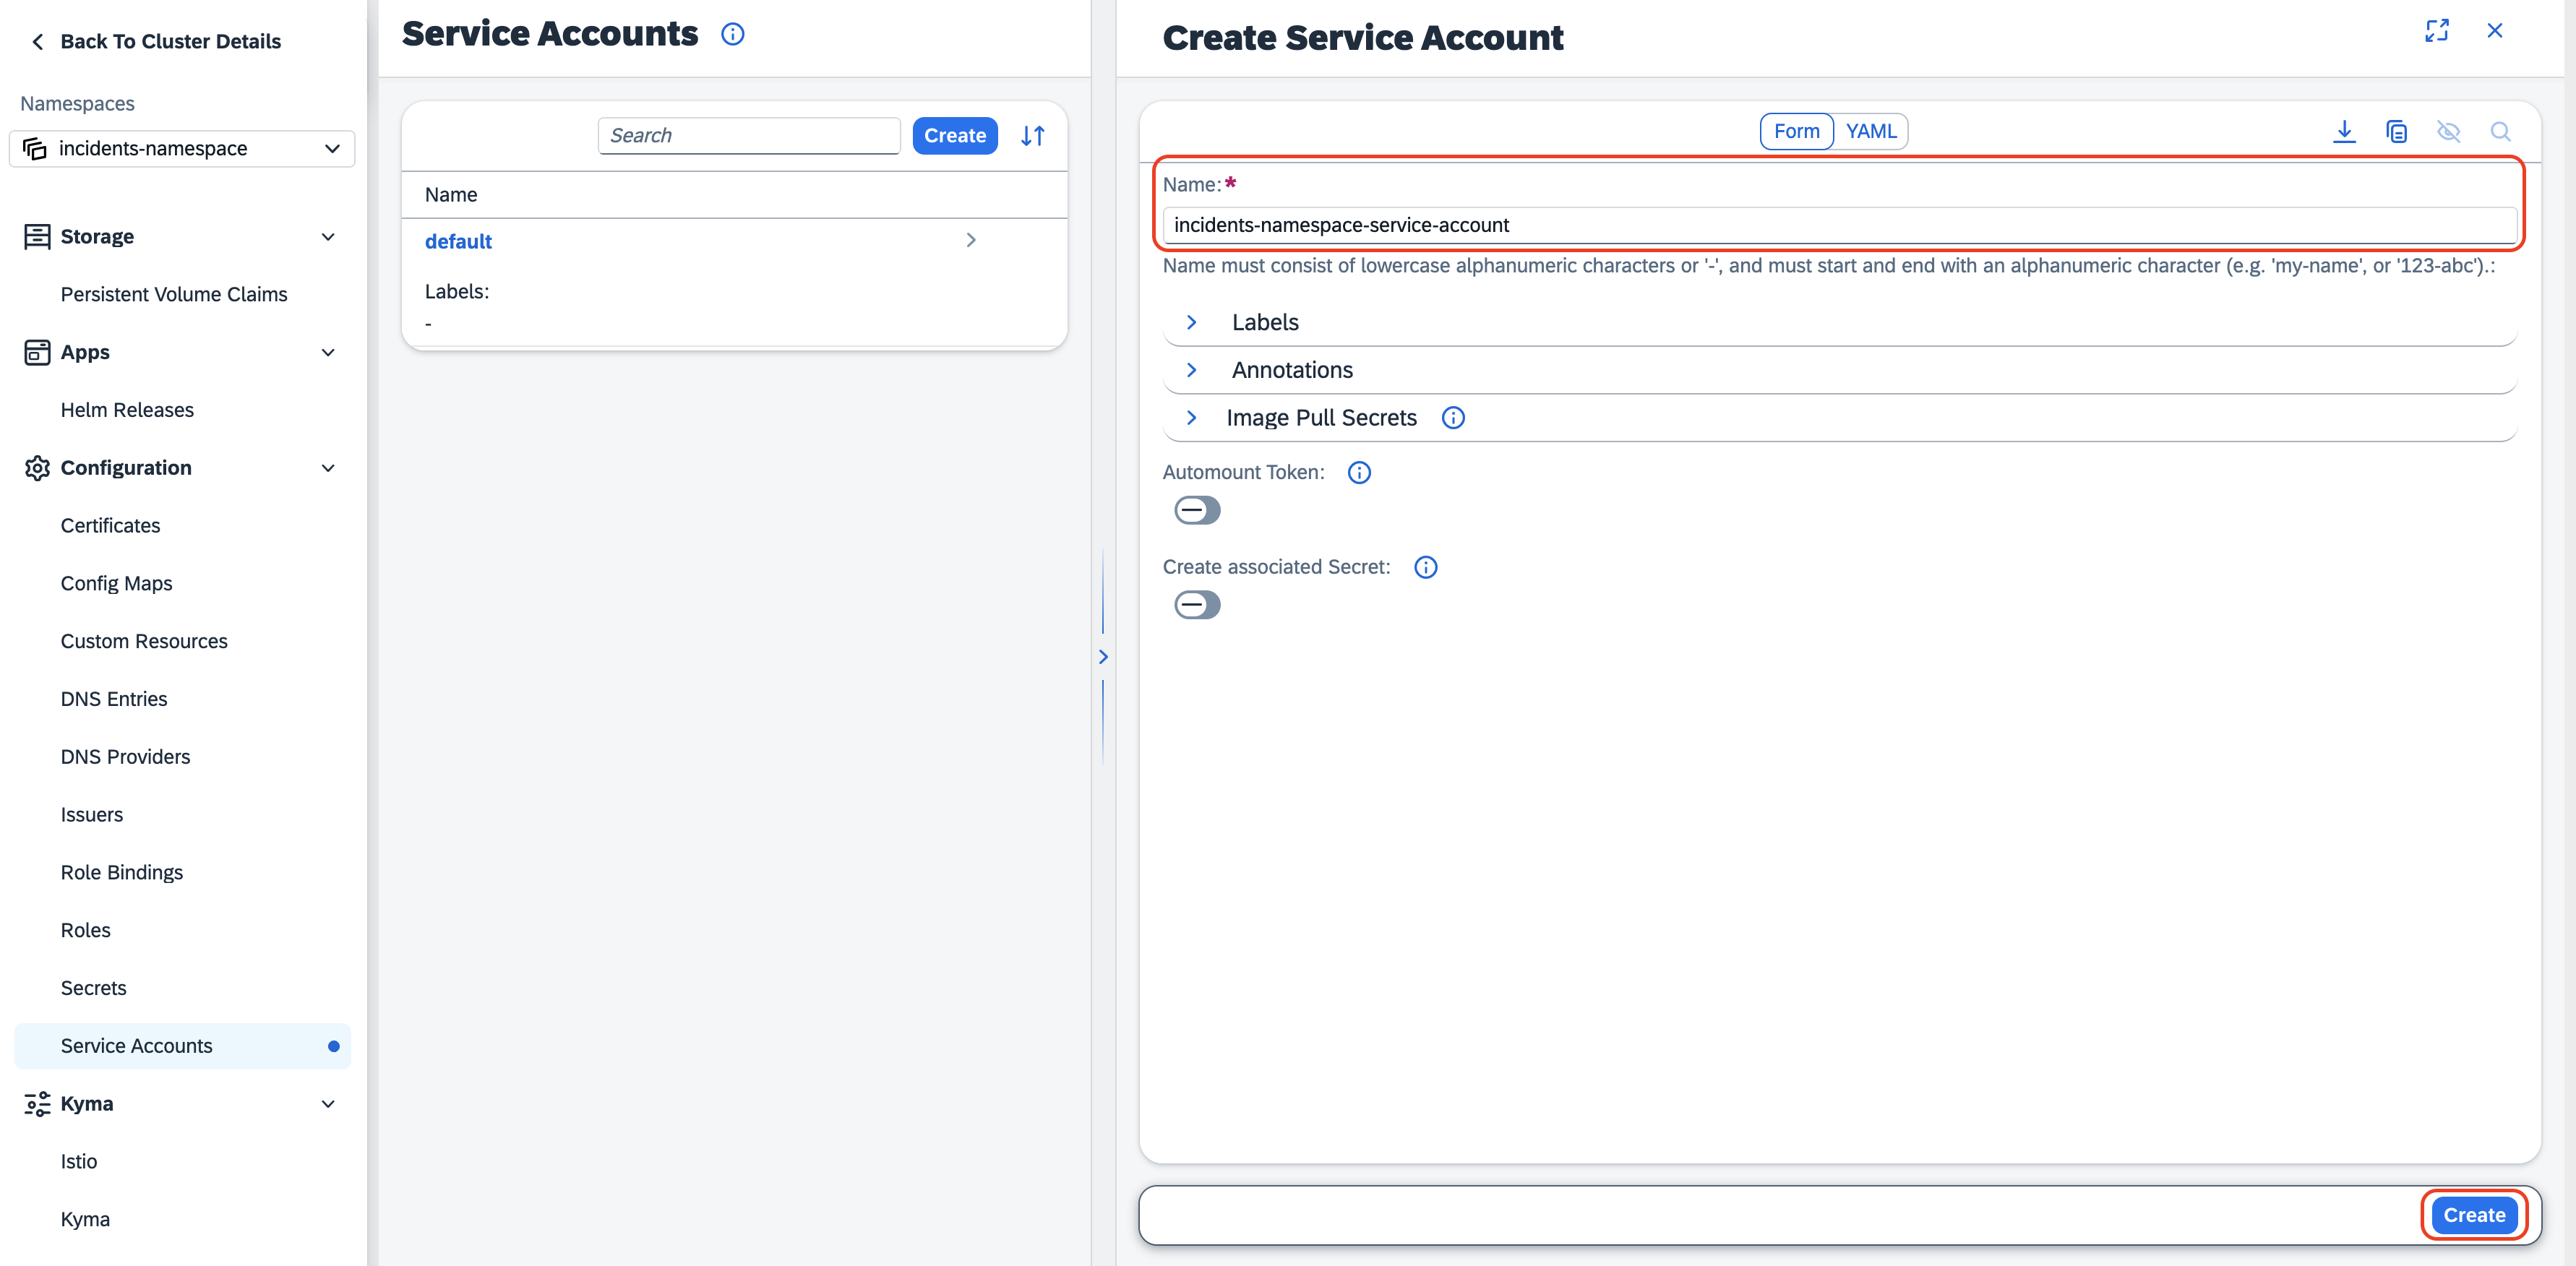 Back To Cluster Details
Namespaces
incidents-namespace
Storage
Persistent Volume Claims
Apps
Helm Releases
Configuration
Certificates
Config Maps
Custom Resources
DNS Entries
DNS Providers
Issuers
Role Bindings
Roles
Secrets
Service Accounts
Kyma
Istio
Kyma
Service Accounts
Search
Create
Name
default
Labels:
-
Create Service Account
Form YAML
Name:*
incidents-namespace-service-account
Name must consist of lowercase alphanumeric characters or '-', and must start and end with an alphanumeric character (e.g. 'my-name', or '123-abc').:
Labels
Annotations
Image Pull Secrets
Automount Token:
Create associated Secret:
Create